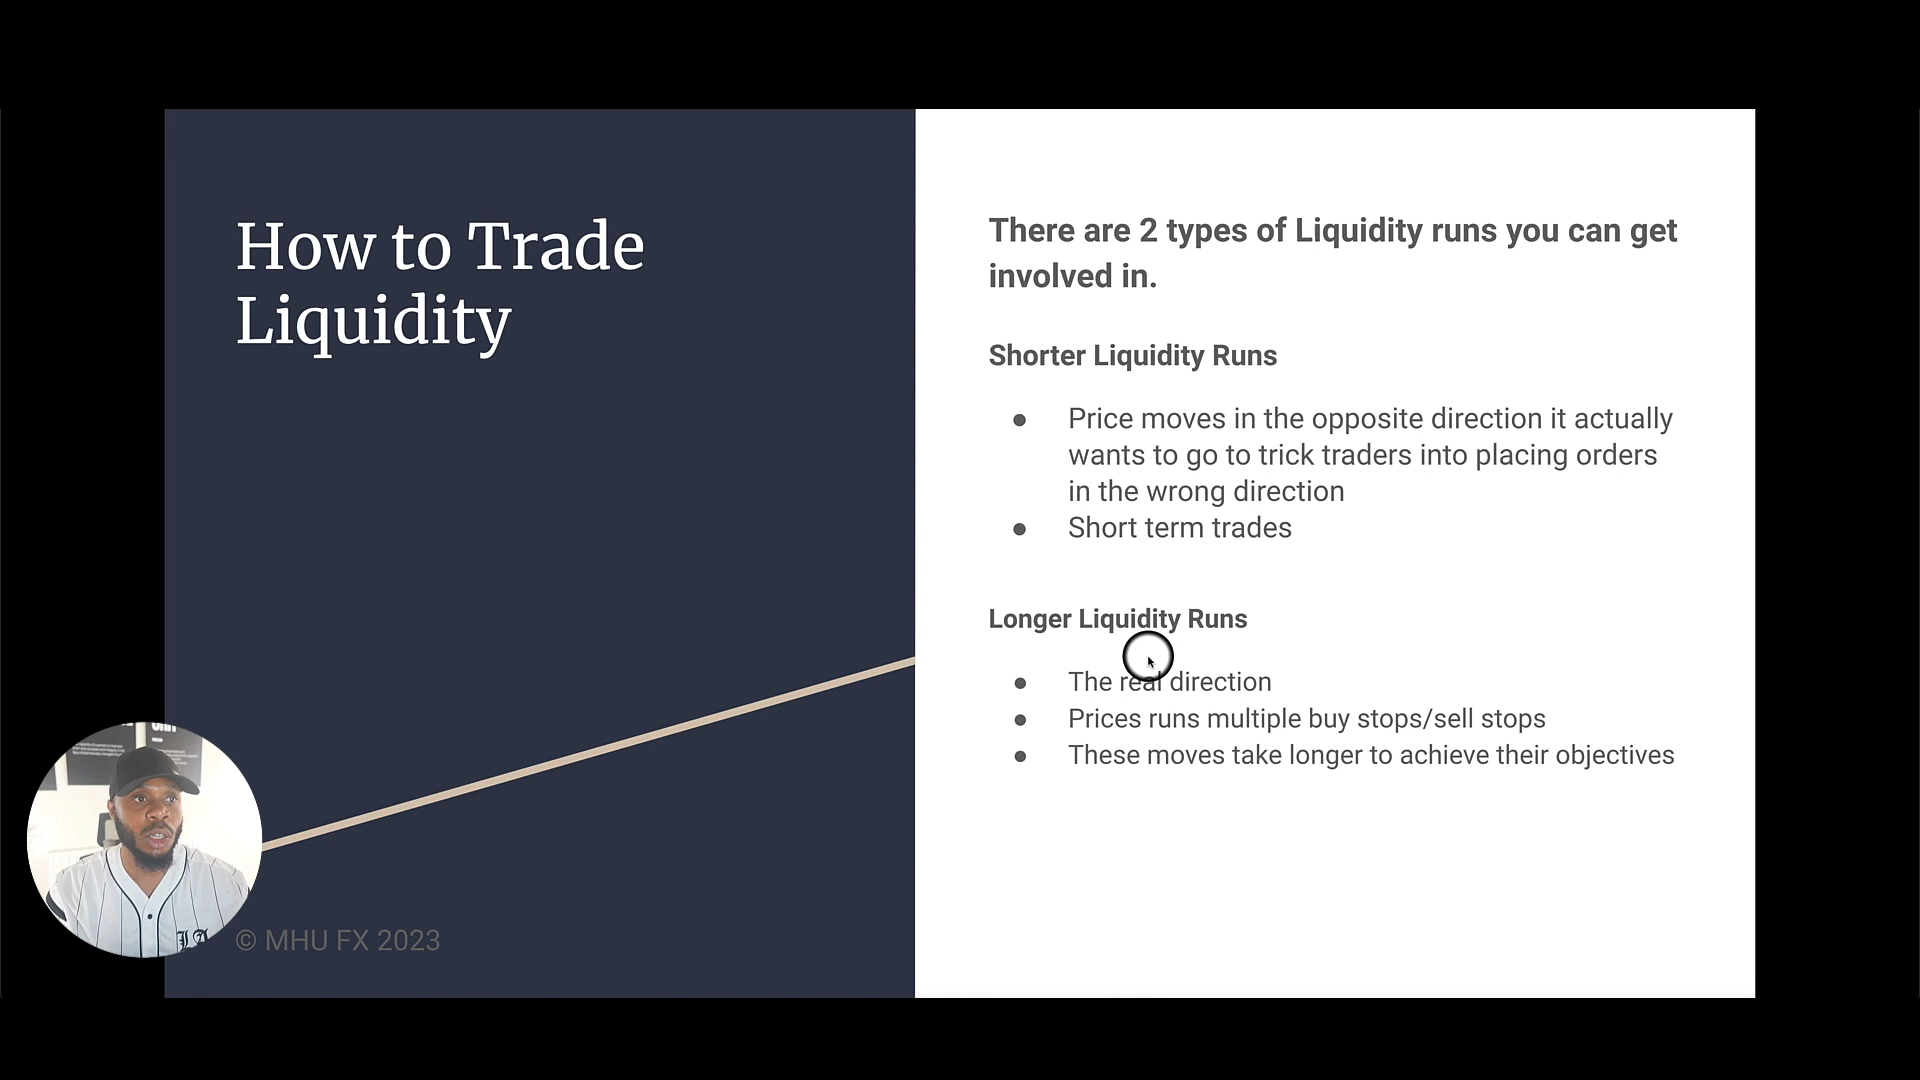 How to Trade
Liquidity
There are 2 types of Liquidity runs you can get
involved in.
Shorter Liquidity Runs
● Price moves in the opposite direction it actually
wants to go to trick traders into placing orders
in the wrong direction
● Short term trades
Longer Liquidity Runs
● The real direction
● Prices runs multiple buy stops/sell stops
● These moves take longer to achieve their objectives
© MHU FX 2023